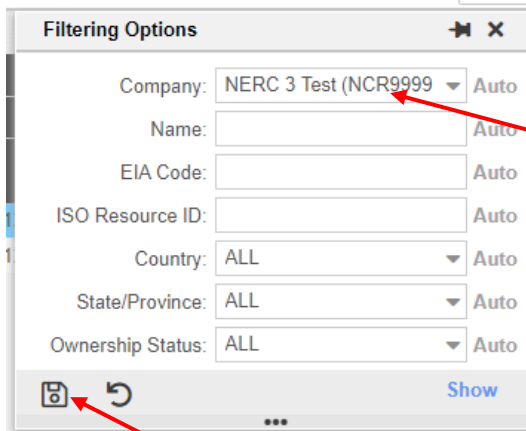 Filtering Options
Company: NERC 3 Test (NCR9999 Auto
Name: Auto
EIA Code: Auto
ISO Resource ID: Auto
Country: ALL Auto
State/Province: ALL Auto
Ownership Status: ALL Auto
Show